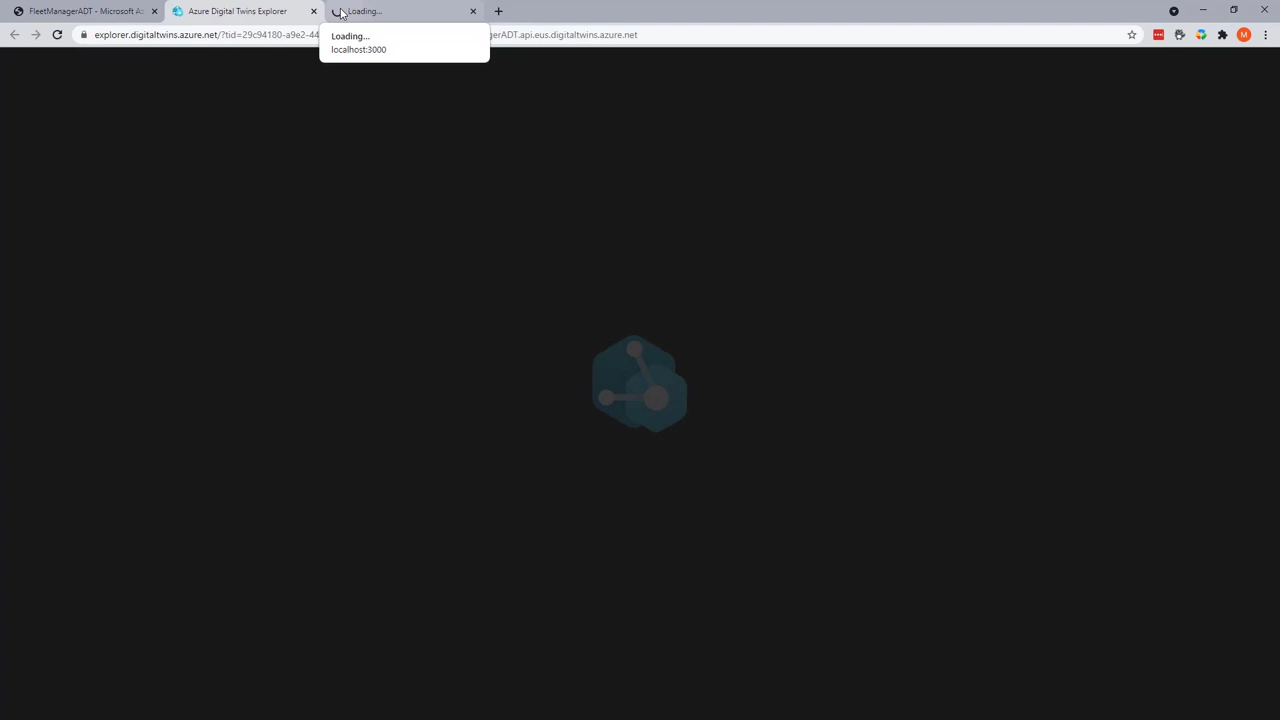 FleetManagerADT - Microsoft Az
Azure Digital Twins Explorer
Loading...
explorer.digitaltwins.azure.net/?tid=29c94180-a9e2-44
gerADT.api.eus.digitaltwins.azure.net
M
Loading...
localhost:3000